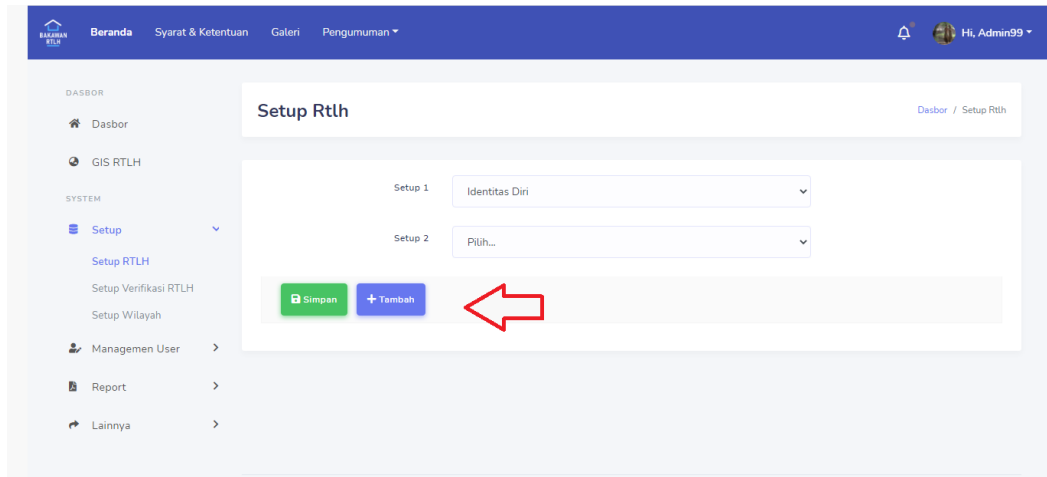 BAKAWAN
RTLH
Beranda Syarat & Ketentuan Galeri Pengumuman
Hi, Admin99
DASBOR
Dasbor
GIS RTLH
SYSTEM
Setup
Setup RTLH
Setup Verifikasi RTLH
Setup Wilayah
Managemen User
Report
Lainnya
Setup Rtlh
Dasbor / Setup Rtlh
Setup 1 Identitas Diri
Setup 2 Pilih...
Simpan + Tambah